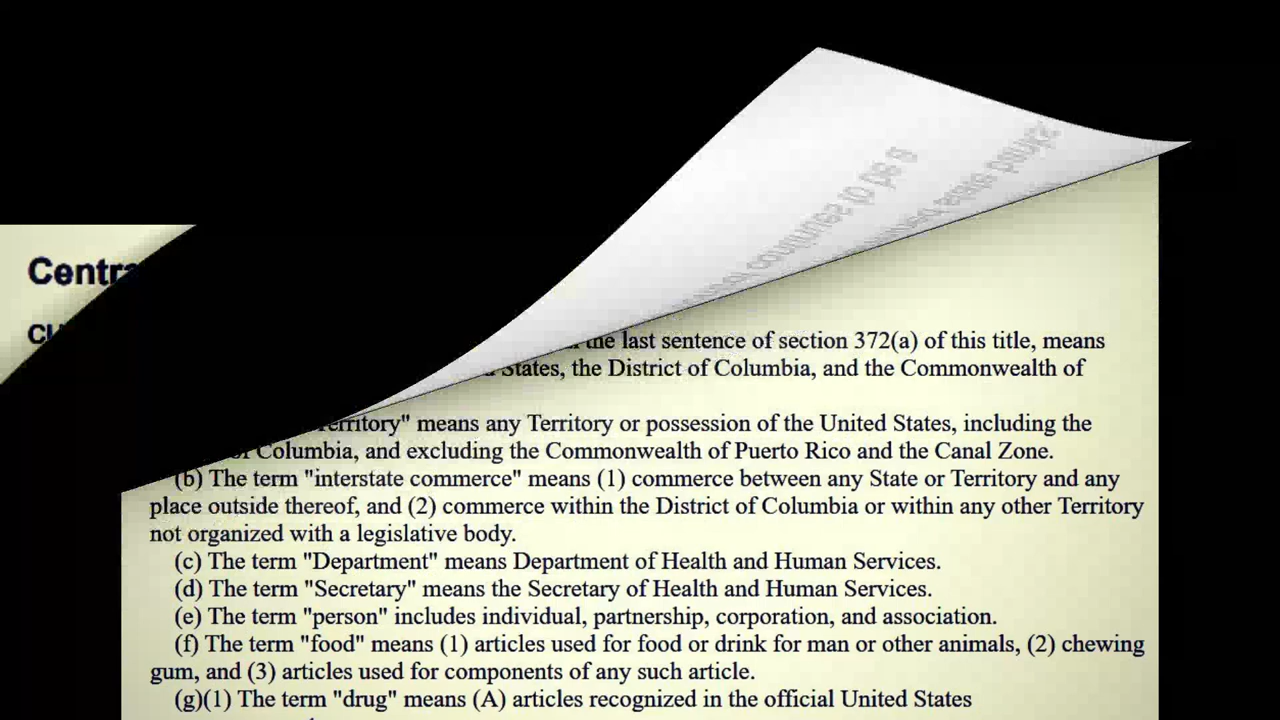 Centra
the last sentence of section 372(a) of this title, means
States, the District of Columbia, and the Commonwealth of
Territory" means any Territory or possession of the United States, including the
of Columbia, and excluding the Commonwealth of Puerto Rico and the Canal Zone.
(b) The term "interstate commerce" means (1) commerce between any State or Territory and any
place outside thereof, and (2) commerce within the District of Columbia or within any other Territory
not organized with a legislative body.
(c) The term "Department" means Department of Health and Human Services.
(d) The term "Secretary" means the Secretary of Health and Human Services.
(e) The term "person" includes individual, partnership, corporation, and association.
(f) The term "food" means (1) articles used for food or drink for man or other animals, (2) chewing
gum, and (3) articles used for components of any such article.
(g)(1) The term "drug" means (A) articles recognized in the official United States